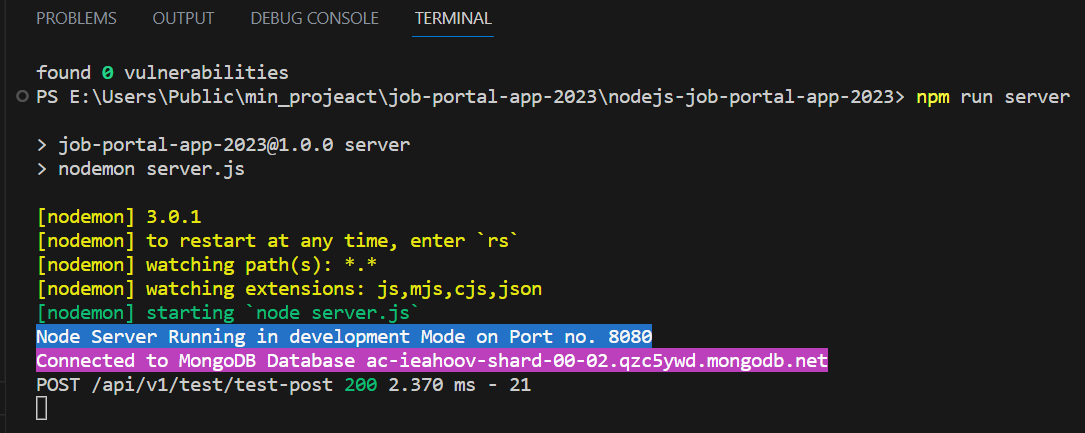 PROBLEMS OUTPUT DEBUG CONSOLE TERMINAL
found 0 vulnerabilities
PS E:\Users\Public\min_projeact\job-portal-app-2023\nodejs-job-portal-app-2023> npm run server
> job-portal-app-2023@1.0.0 server
> nodemon server.js
[nodemon] 3.0.1
[nodemon] to restart at any time, enter `rs`
[nodemon] watching path(s): *.*
[nodemon] watching extensions: js,mjs,cjs,json
[nodemon] starting `node server.js`
Node Server Running in development Mode on Port no. 8080
Connected to MongoDB Database ac-ieahoov-shard-00-02.qzc5ywd.mongodb.net
POST /api/v1/test/test-post 200 2.370 ms - 21